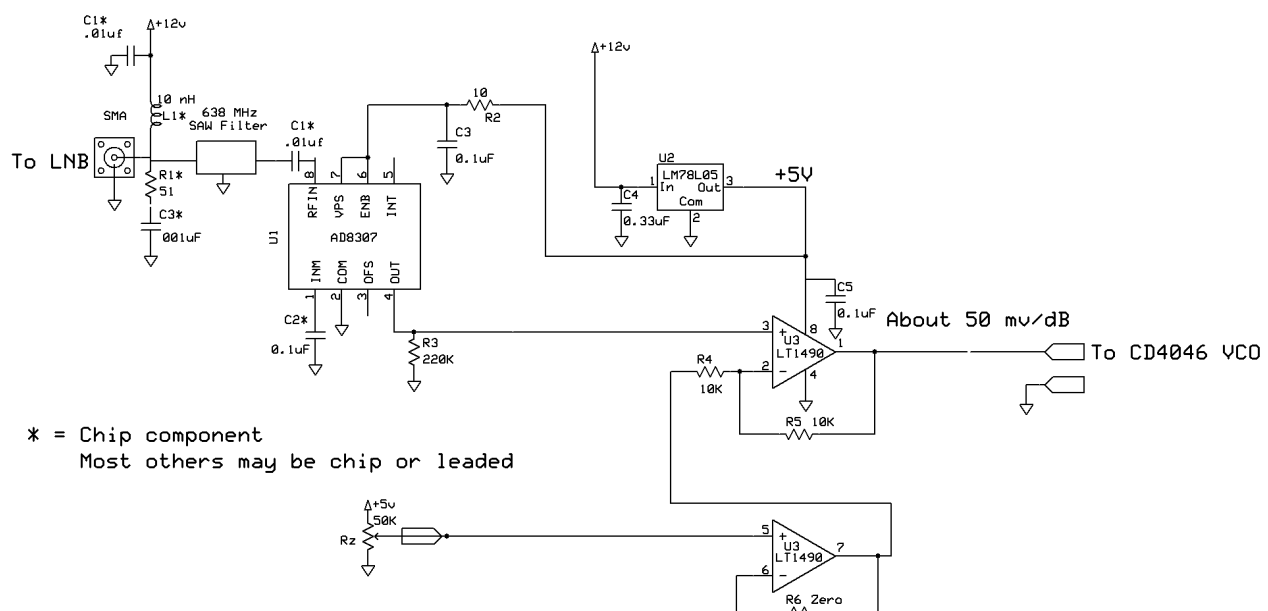 C1*
.01uf
+12v
10 nH
L1*
SMA
To LNB
638 MHz
SAW Filter
C1*
.01uf
R1*
51
C3*
001uF
8
7
6
5
RFIN
VPS
ENB
INT
U1
AD8307
INM
COM
OFS
OUT
1
2
3
4
C2*
0.1uF
10
R2
C3
0.1uF
+12v
U2
LM78L05
1
In
Out
3
Com
2
+5V
C4
0.33uF
C5
0.1uF
R3
220K
3
+
8
U3
LT1490
1
2
-
4
About 50 mv/dB
To CD4046 VCO
R4
10K
R5 10K
* = Chip component
Most others may be chip or leaded
+5v
50K
Rz
5
+
U3
LT1490
7
6
-
R6 Zero